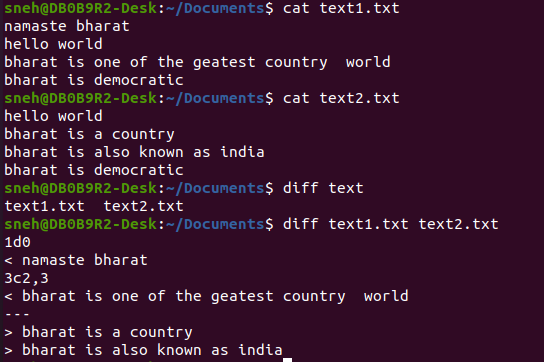 sneh@DB0B9R2-Desk:~/Documents$ cat text1.txt
namaste bharat
hello world
bharat is one of the geatest country  world
bharat is democratic
sneh@DB0B9R2-Desk:~/Documents$ cat text2.txt
hello world
bharat is a country
bharat is also known as india
bharat is democratic
sneh@DB0B9R2-Desk:~/Documents$ diff text
text1.txt  text2.txt
sneh@DB0B9R2-Desk:~/Documents$ diff text1.txt text2.txt
1d0
< namaste bharat
3c2,3
< bharat is one of the geatest country  world
---
> bharat is a country
> bharat is also known as india